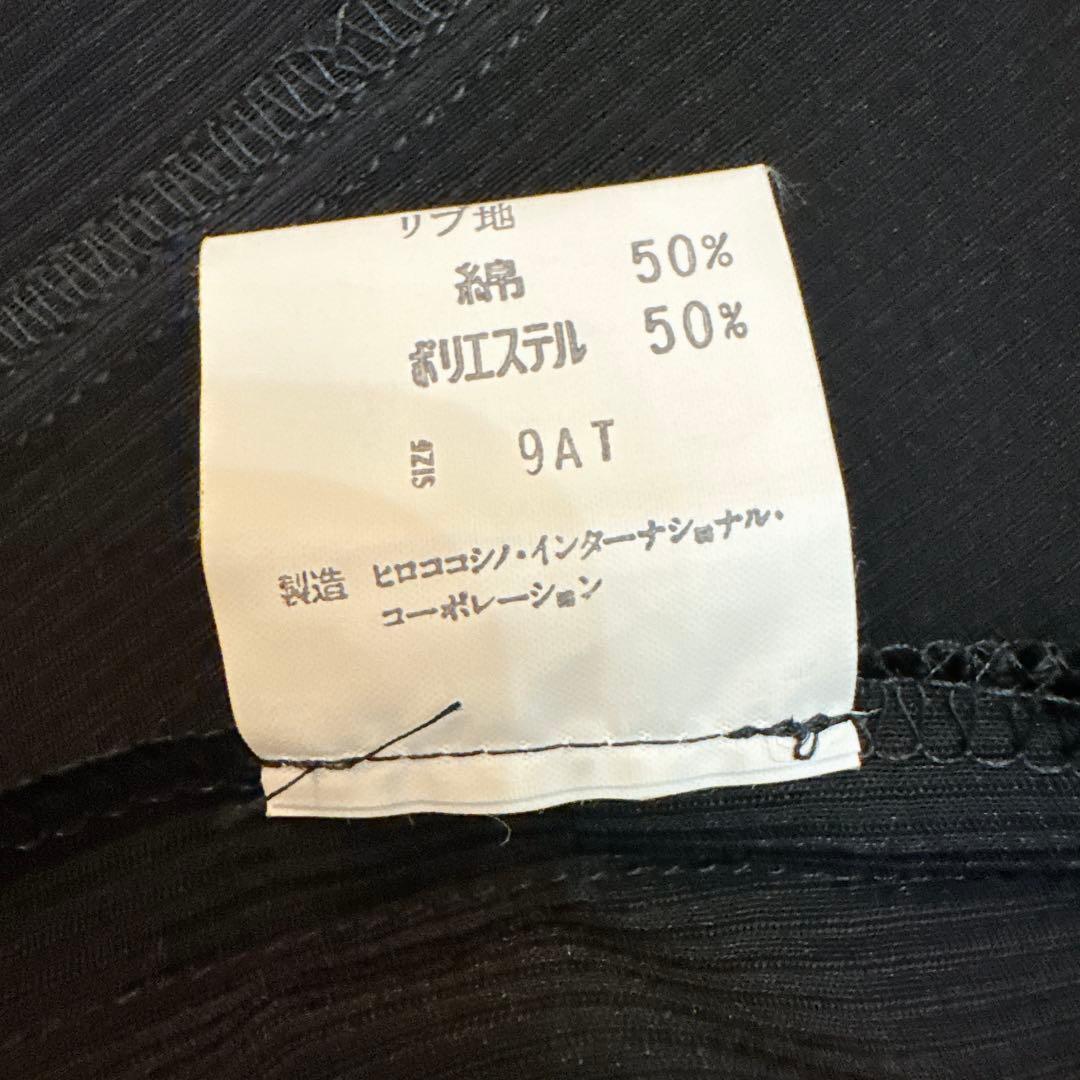 リブ地
綿 50%
ポリエステル 50%
SIZE 9AT
製造 ヒロココシノ・インターナショナル・
コーポレーション